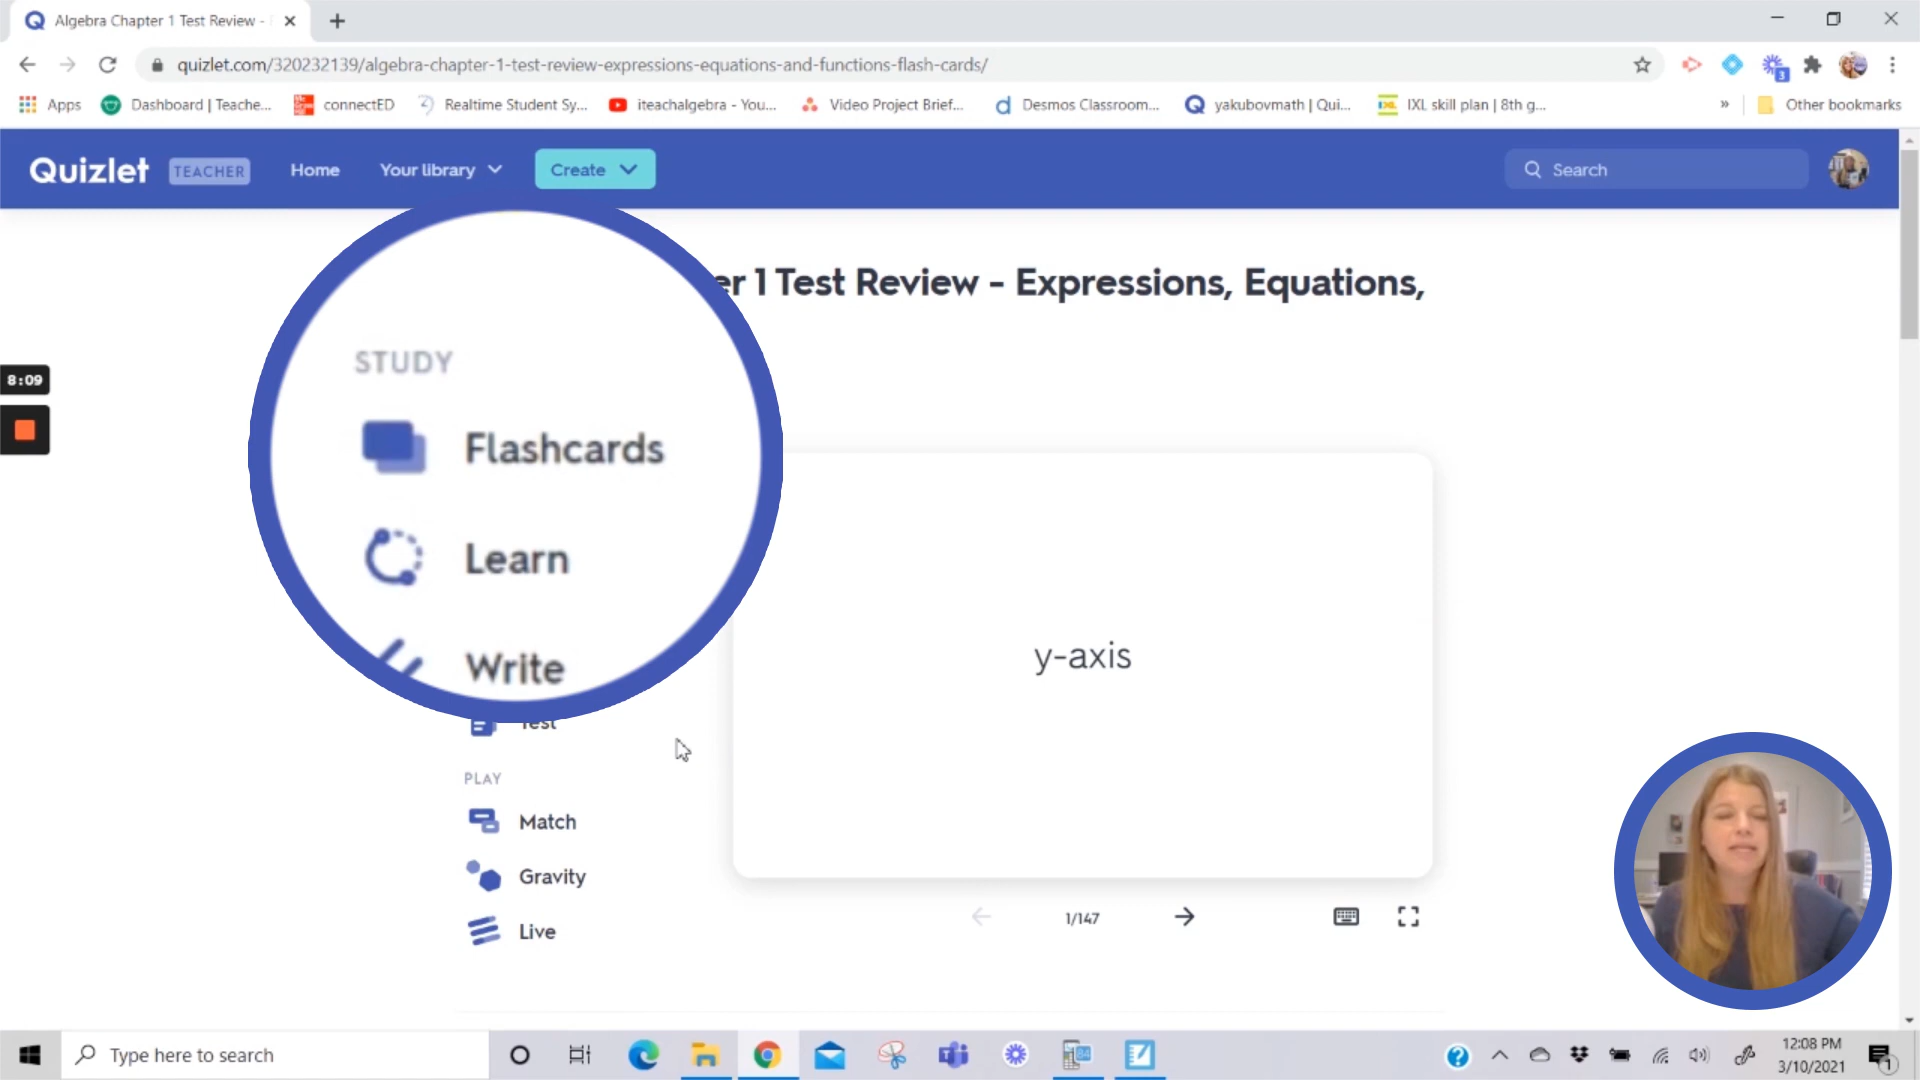 Algebra Chapter 1 Test Review -
quizlet.com/320232139/algebra-chapter-1-test-review-expressions-equations-and-functions-flash-cards/
3
Apps
Dashboard | Teache...
connectED
Realtime Student Sy...
iteachalgebra - You...
Video Project Brief...
Desmos Classroom...
yakubovmath | Qui...
IXL skill plan | 8th g...
»
Other bookmarks
Quizlet
TEACHER
Home
Your library
Create
Search
er 1 Test Review - Expressions, Equations,
8:09
STUDY
Flashcards
Learn
Write
Test
PLAY
Match
Gravity
Live
y-axis
1/147
Type here to search
12:08 PM
3/10/2021
1